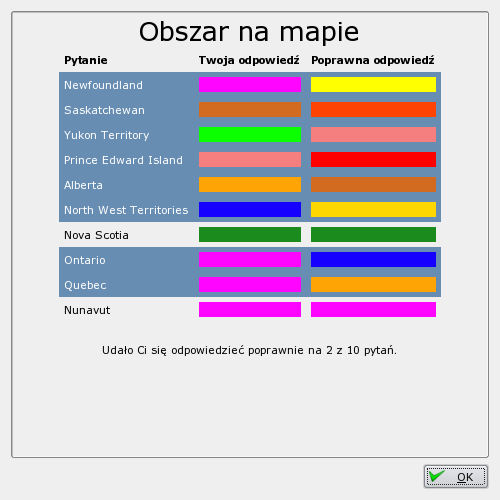 Obszar na mapie
Pytanie Twoja odpowiedź Poprawna odpowiedź
Newfoundland
Saskatchewan
Yukon Territory
Prince Edward Island
Alberta
North West Territories
Nova Scotia
Ontario
Quebec
Nunavut
Udało Ci się odpowiedzieć poprawnie na 2 z 10 pytań.
OK